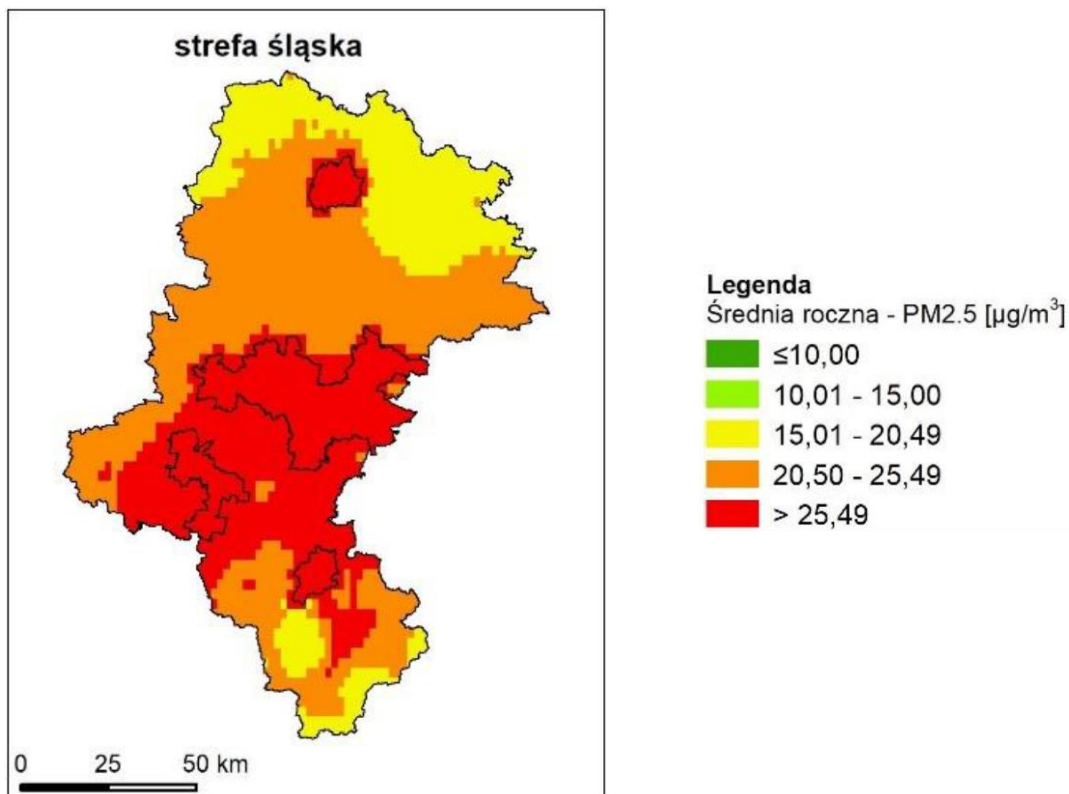 strefa śląska
Legenda
Średnia roczna - PM2.5 [µg/m³]
≤10,00
10,01 - 15,00
15,01 - 20,49
20,50 - 25,49
> 25,49
0 25 50 km